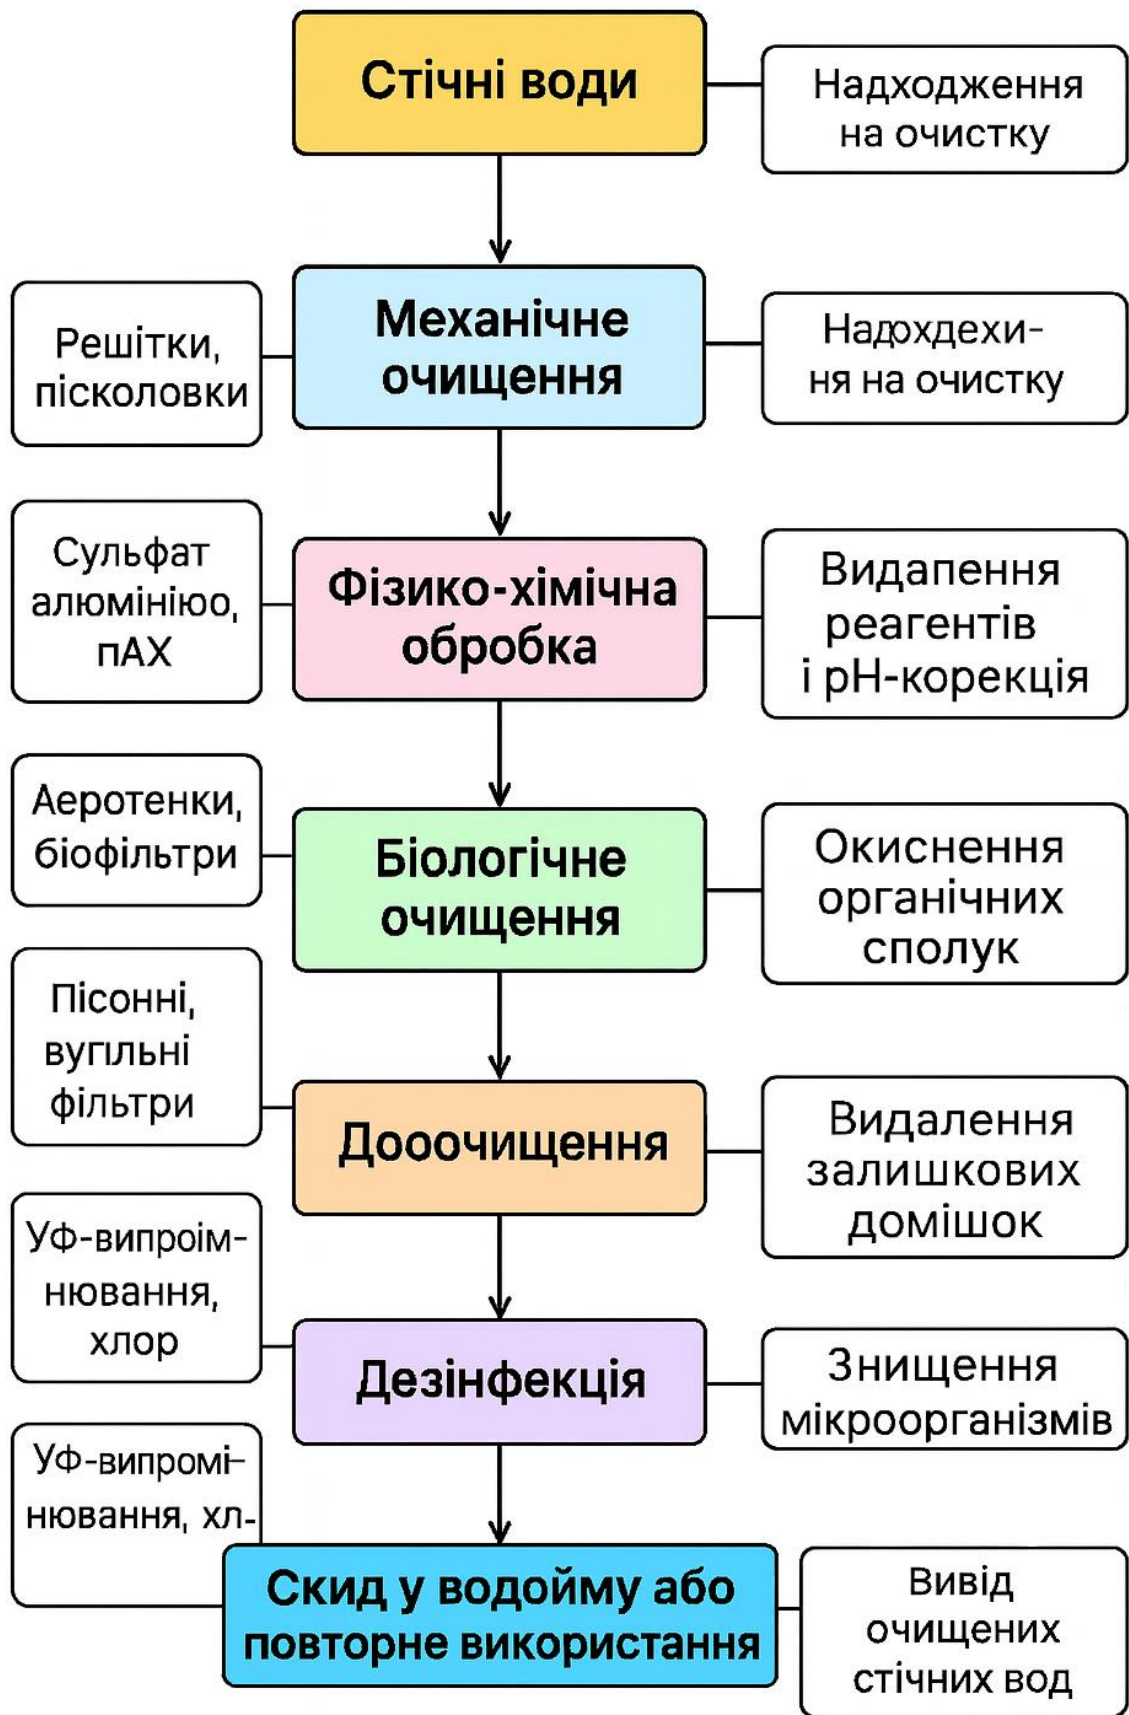 Стічні води
Надходження
на очистку
Решітки,
пісколовки
Механічне
очищення
Надохдехи-
ня на очистку
Сульфат
алюмініюо,
пАХ
Фізико-хімічна
обробка
Видапення
реагентів
і pH-корекція
Аеротенки,
біофільтри
Біологічне
очищення
Окиснення
органічних
сполук
Пісонні,
вугільні
фільтри
Дооочищення
Видалення
залишкових
домішок
УФ-випроім-
нювання,
хлор
Дезінфекція
Знищення
мікроорганізмів
УФ-випромі-
нювання, хл-
Скид у водойму або
повторне використання
Вивід
очищених
стічних вод